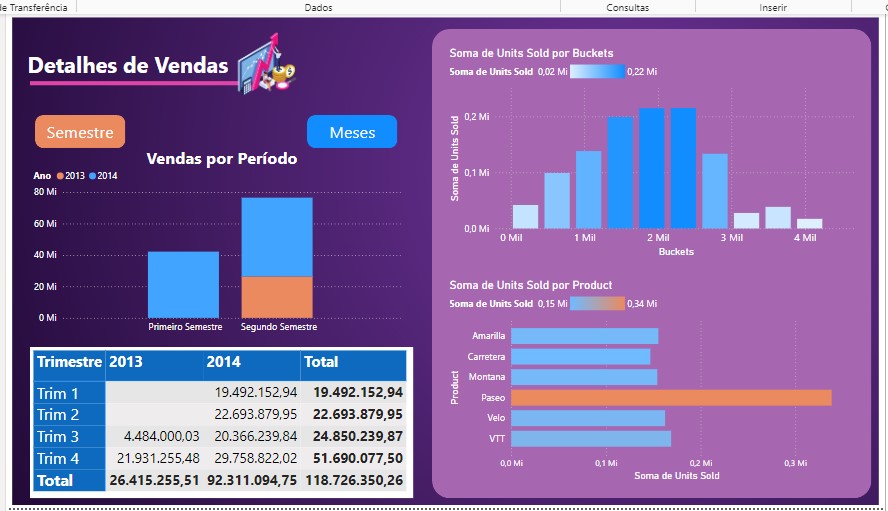 de Transferência
Dados
Consultas
Inserir
Detalhes de Vendas
Semestre
Meses
Vendas por Período
Ano 2013 2014
80 Mi
60 Mi
40 Mi
20 Mi
0 Mi
Primeiro Semestre
Segundo Semestre
Trimestre 2013 2014 Total
Trim 1 19.492.152,94 19.492.152,94
Trim 2 22.693.879,95 22.693.879,95
Trim 3 4.484.000,03 20.366.239,84 24.850.239,87
Trim 4 21.931.255,48 29.758.822,02 51.690.077,50
Total 26.415.255,51 92.311.094,75 118.726.350,26
Soma de Units Sold por Buckets
Soma de Units Sold 0,02 Mi 0,22 Mi
Soma de Units Sold
0,2 Mi
0,1 Mi
0,0 Mi
0 Mil 1 Mil 2 Mil 3 Mil 4 Mil
Buckets
Soma de Units Sold por Product
Soma de Units Sold 0,15 Mi 0,34 Mi
Product
Amarilla
Carretera
Montana
Paseo
Velo
VTT
0,0 Mi 0,1 Mi 0,2 Mi 0,3 Mi
Soma de Units Sold